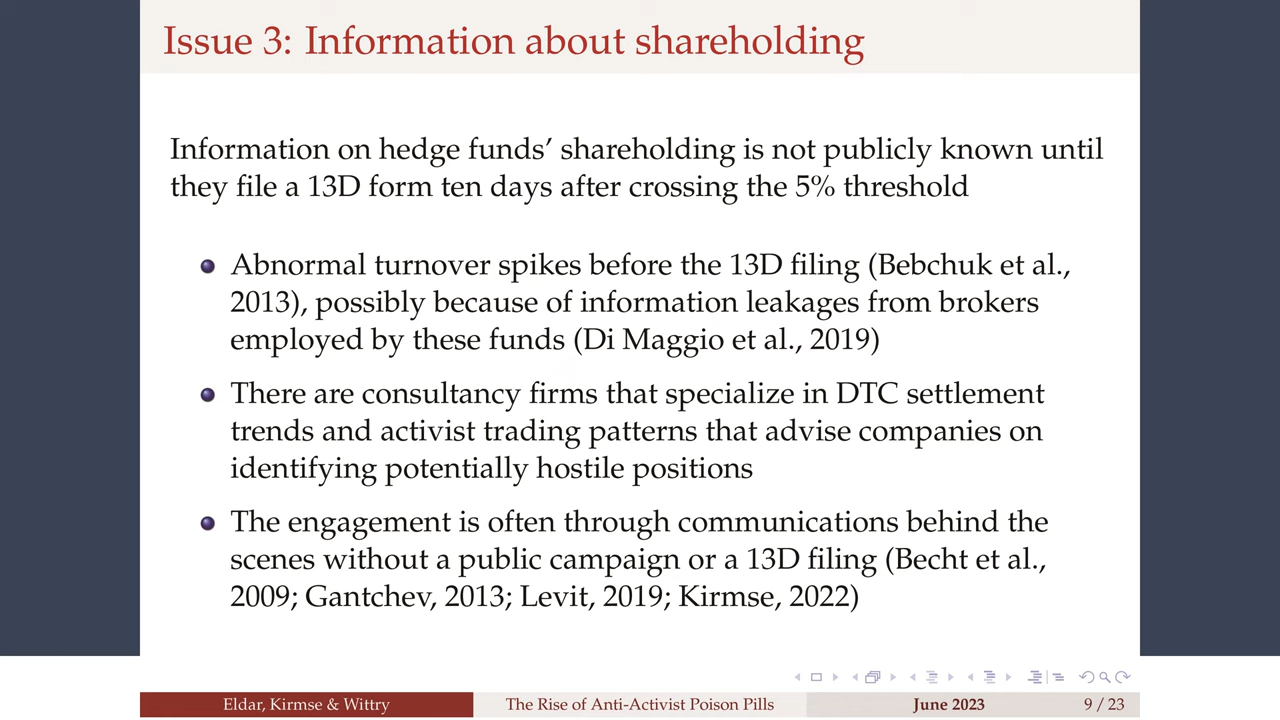 Issue 3: Information about shareholding
Information on hedge funds’ shareholding is not publicly known until
they file a 13D form ten days after crossing the 5% threshold
Abnormal turnover spikes before the 13D filing (Bebchuk et al.,
2013), possibly because of information leakages from brokers
employed by these funds (Di Maggio et al., 2019)
There are consultancy firms that specialize in DTC settlement
trends and activist trading patterns that advise companies on
identifying potentially hostile positions
The engagement is often through communications behind the
scenes without a public campaign or a 13D filing (Becht et al.,
2009; Gantchev, 2013; Levit, 2019; Kirmse, 2022)
Eldar, Kirmse & Wittry The Rise of Anti-Activist Poison Pills June 2023 9 / 23